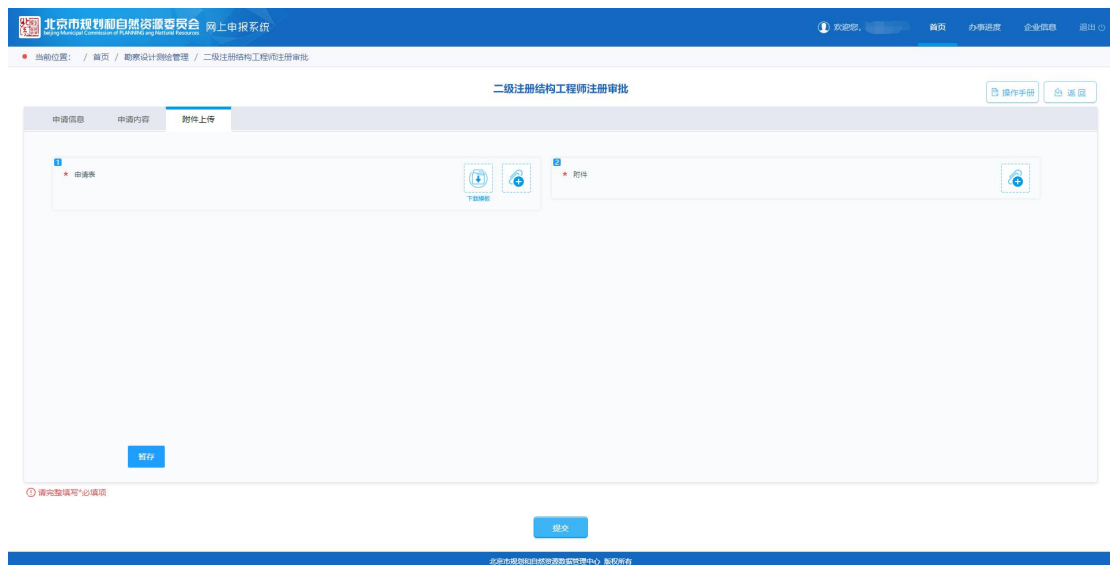 北京市规划和自然资源委员会 网上申报系统
Beijing Municipal Commission of PLANNING ang Nattural Resources
欢迎您, 首页 办事进度 企业信息 退出
当前位置： / 首页 / 勘察设计测绘管理 / 二级注册结构工程师注册审批
二级注册结构工程师注册审批
操作手册 返回
申请信息 申请内容 附件上传
1
* 申请表
下载模板
2
* 附件
暂存
请完整填写*必填项
提交
北京市规划和自然资源数据管理中心 版权所有